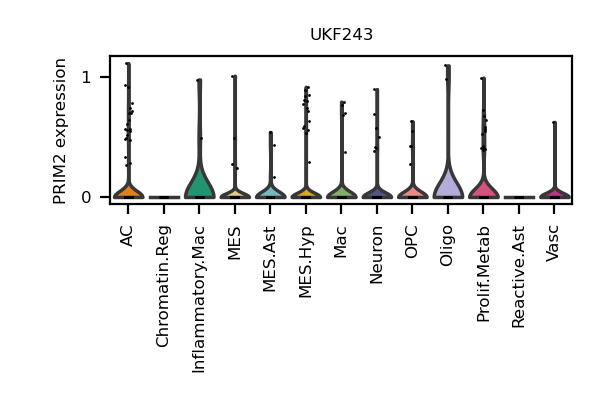 UKF243
PRIM2 expression
1
0
AC
Chromatin.Reg
Inflammatory.Mac
MES
MES.Ast
MES.Hyp
Mac
Neuron
OPC
Oligo
Prolif.Metab
Reactive.Ast
Vasc